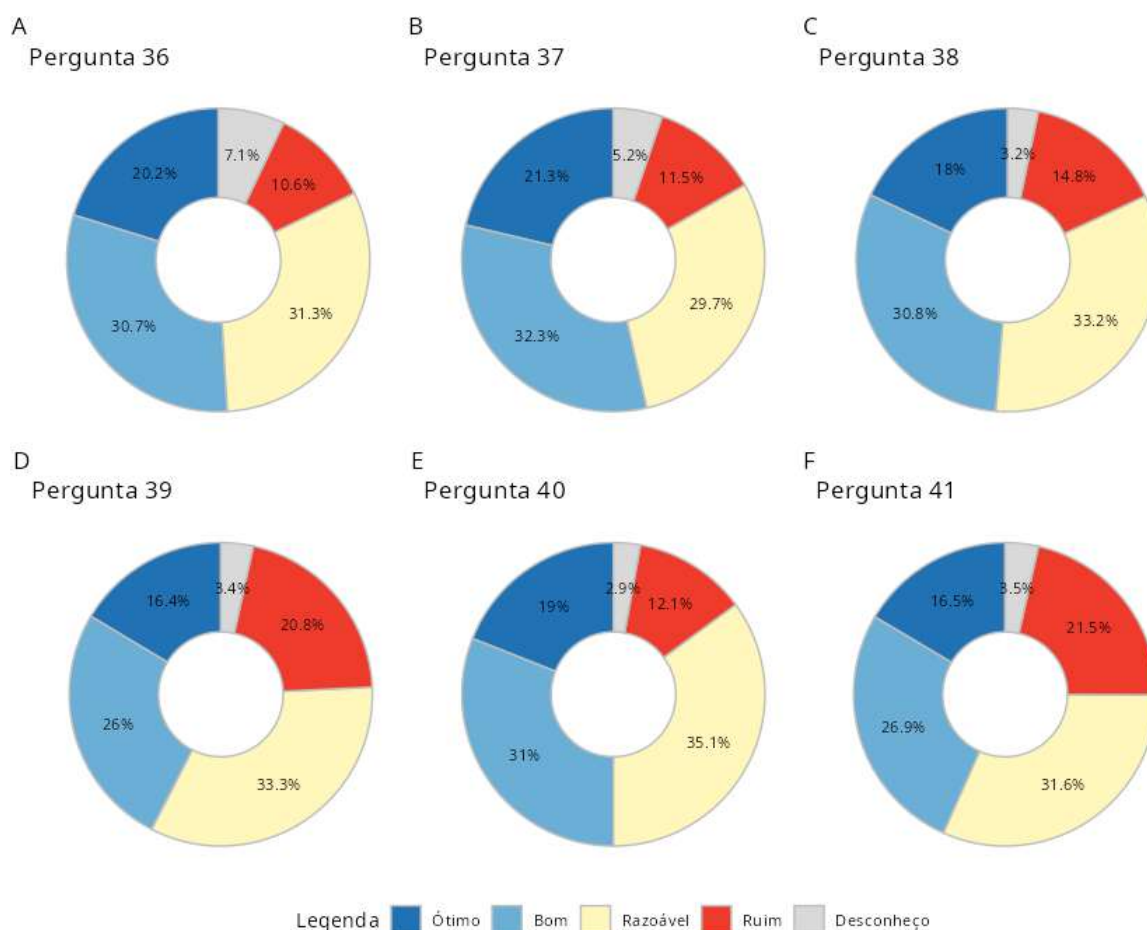 A
Pergunta 36
7.1%
10.6%
31.3%
30.7%
20.2%
B
Pergunta 37
5.2%
11.5%
29.7%
32.3%
21.3%
C
Pergunta 38
3.2%
14.8%
33.2%
30.8%
18%
D
Pergunta 39
3.4%
20.8%
33.3%
26%
16.4%
E
Pergunta 40
2.9%
12.1%
35.1%
31%
19%
F
Pergunta 41
3.5%
21.5%
31.6%
26.9%
16.5%
Legenda Ótimo Bom Razoável Ruim Desconheço